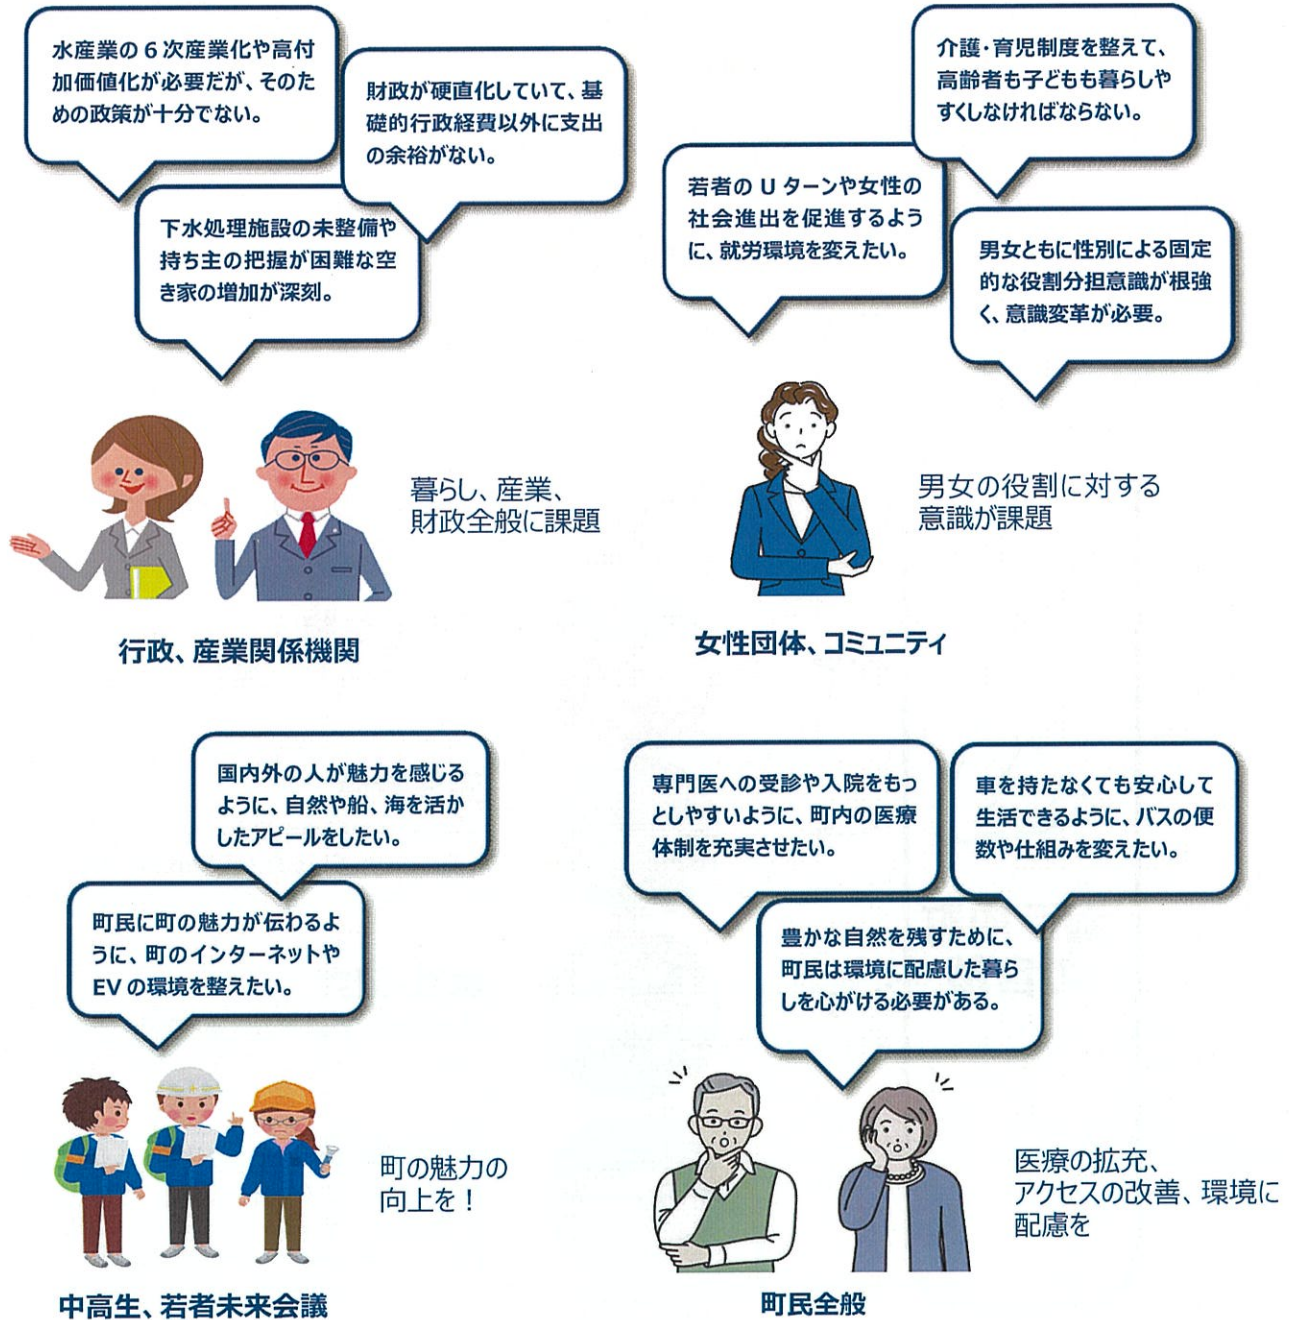 水産業の6次産業化や高付
加価値化が必要だが、そのた
めの政策が十分でない。
財政が硬直化していて、基
礎的行政経費以外に支出
の余裕がない。
下水処理施設の未整備や
持ち主の把握が困難な空
き家の増加が深刻。
暮らし、産業、
財政全般に課題
行政、産業関係機関
介護・育児制度を整えて、
高齢者も子どもも暮らしや
すくしなければならない。
若者の U ターンや女性の
社会進出を促進するよう
に、就労環境を変えたい。
男女ともに性別による固定
的な役割分担意識が根強
く、意識変革が必要。
男女の役割に対する
意識が課題
女性団体、コミュニティ
国内外の人が魅力を感じる
ように、自然や船、海を活か
したアピールをしたい。
町民に町の魅力が伝わるよ
うに、町のインターネットや
EV の環境を整えたい。
町の魅力の
向上を！
中高生、若者未来会議
専門医への受診や入院をもっ
としやすいように、町内の医療
体制を充実させたい。
車を持たなくても安心して
生活できるように、バスの便
数や仕組みを変えたい。
豊かな自然を残すために、
町民は環境に配慮した暮ら
しを心がける必要がある。
医療の拡充、
アクセスの改善、環境に
配慮を
町民全般